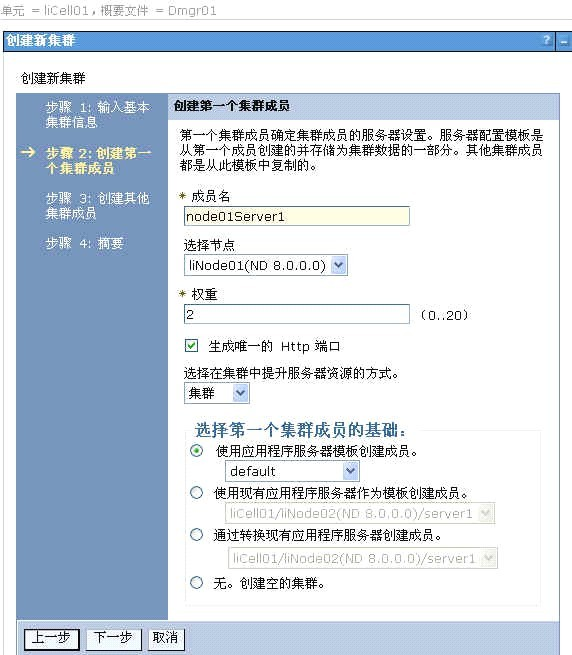 单元 = liCell01，概要文件 = Dmgr01
创建新集群
?
创建新集群
步骤 1: 输入基本
集群信息
步骤 2: 创建第一
个集群成员
步骤 3: 创建其他
集群成员
步骤 4: 摘要
创建第一个集群成员
第一个集群成员确定集群成员的服务器设置。服务器配置模板是
从第一个成员创建的并存储为集群数据的一部分。其他集群成员
都是从此模板中复制的。
* 成员名
node01Server1
选择节点
liNode01(ND 8.0.0.0)
* 权重
2 （0..20）
生成唯一的 Http 端口
选择在集群中提升服务器资源的方式。
集群
选择第一个集群成员的基础：
使用应用程序服务器模板创建成员。
default
使用现有应用程序服务器作为模板创建成员。
liCell01/liNode02(ND 8.0.0.0)/server1
通过转换现有应用程序服务器创建成员。
liCell01/liNode02(ND 8.0.0.0)/server1
无。创建空的集群。
上一步 下一步 取消